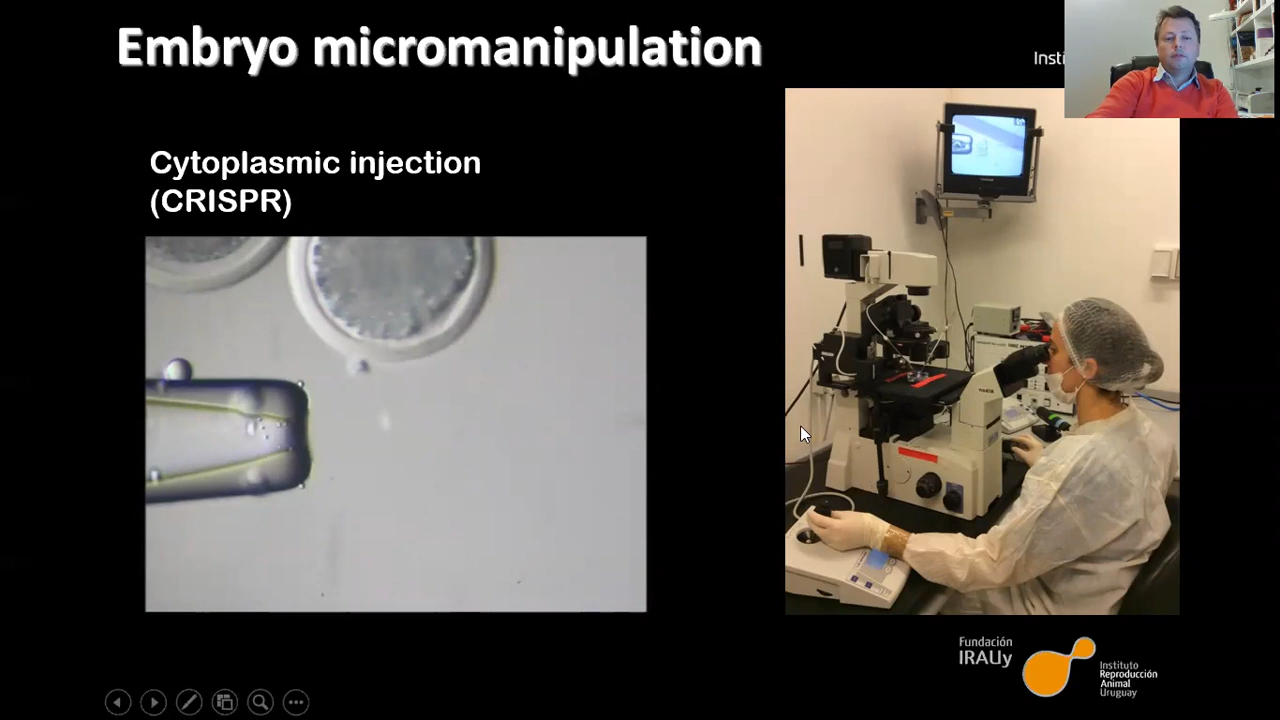 Embryo micromanipulation
Insti
Cytoplasmic injection
(CRISPR)
Fundación
IRAUy
Instituto
Reproducción
Animal
Uruguay